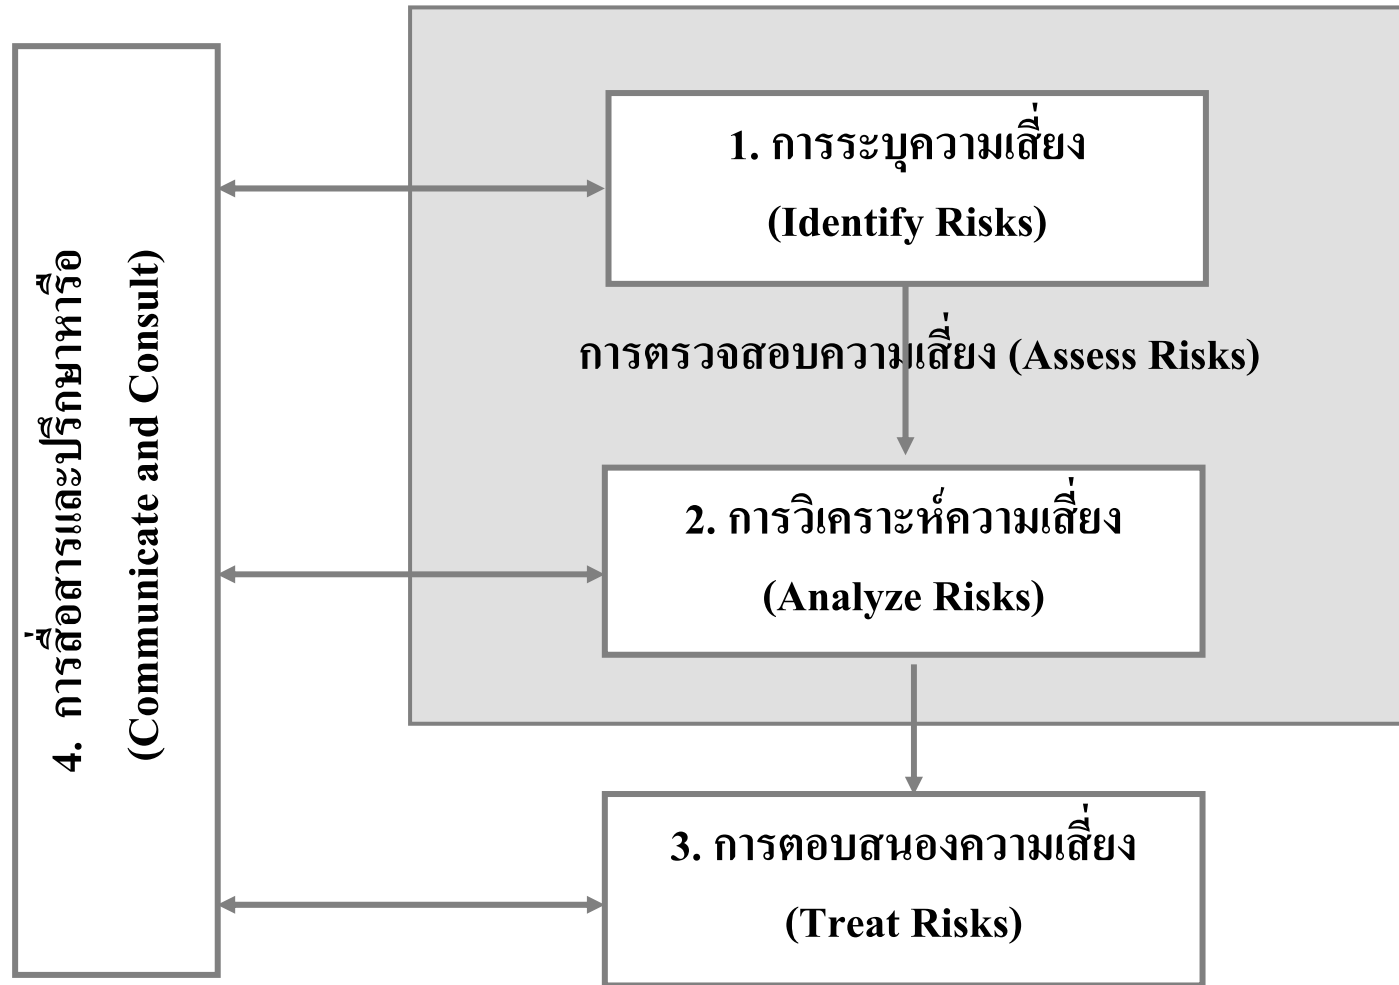 1. การระบุความเสี่ยง
(Identify Risks)
การตรวจสอบความเสี่ยง (Assess Risks)
2. การวิเคราะห์ความเสี่ยง
(Analyze Risks)
3. การตอบสนองความเสี่ยง
(Treat Risks)
4. การสื่อสารและปรึกษาหารือ
(Communicate and Consult)